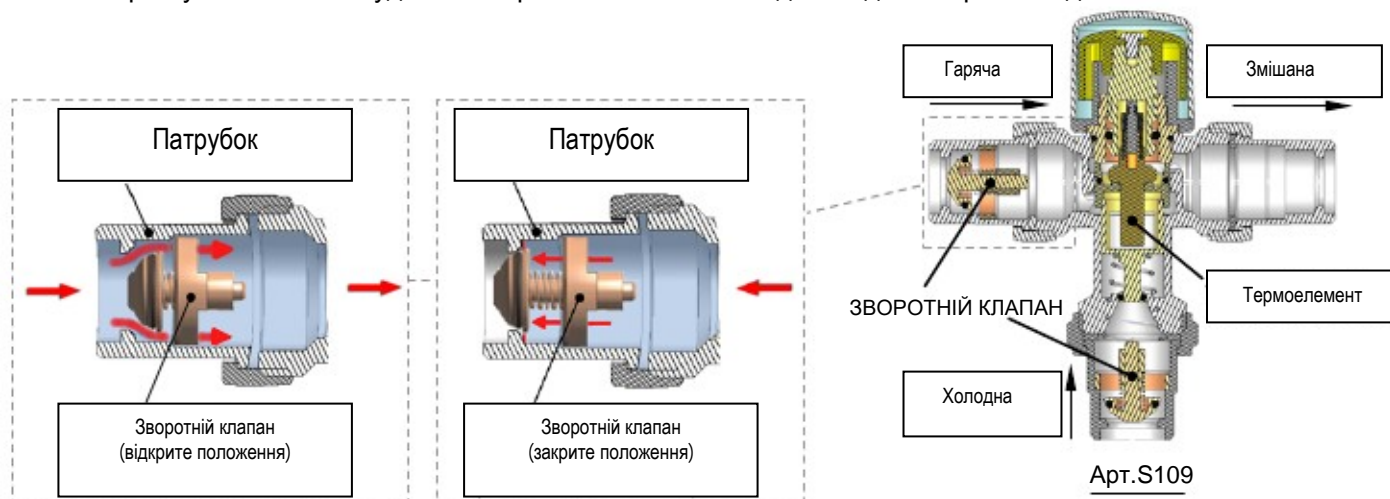 Патрубок
Зворотній клапан
(відкрите положення)
Патрубок
Зворотній клапан
(закрите положення)
Гаряча
Змішана
ЗВОРОТНІЙ КЛАПАН
Термоелемент
Холодна
Арт.S109